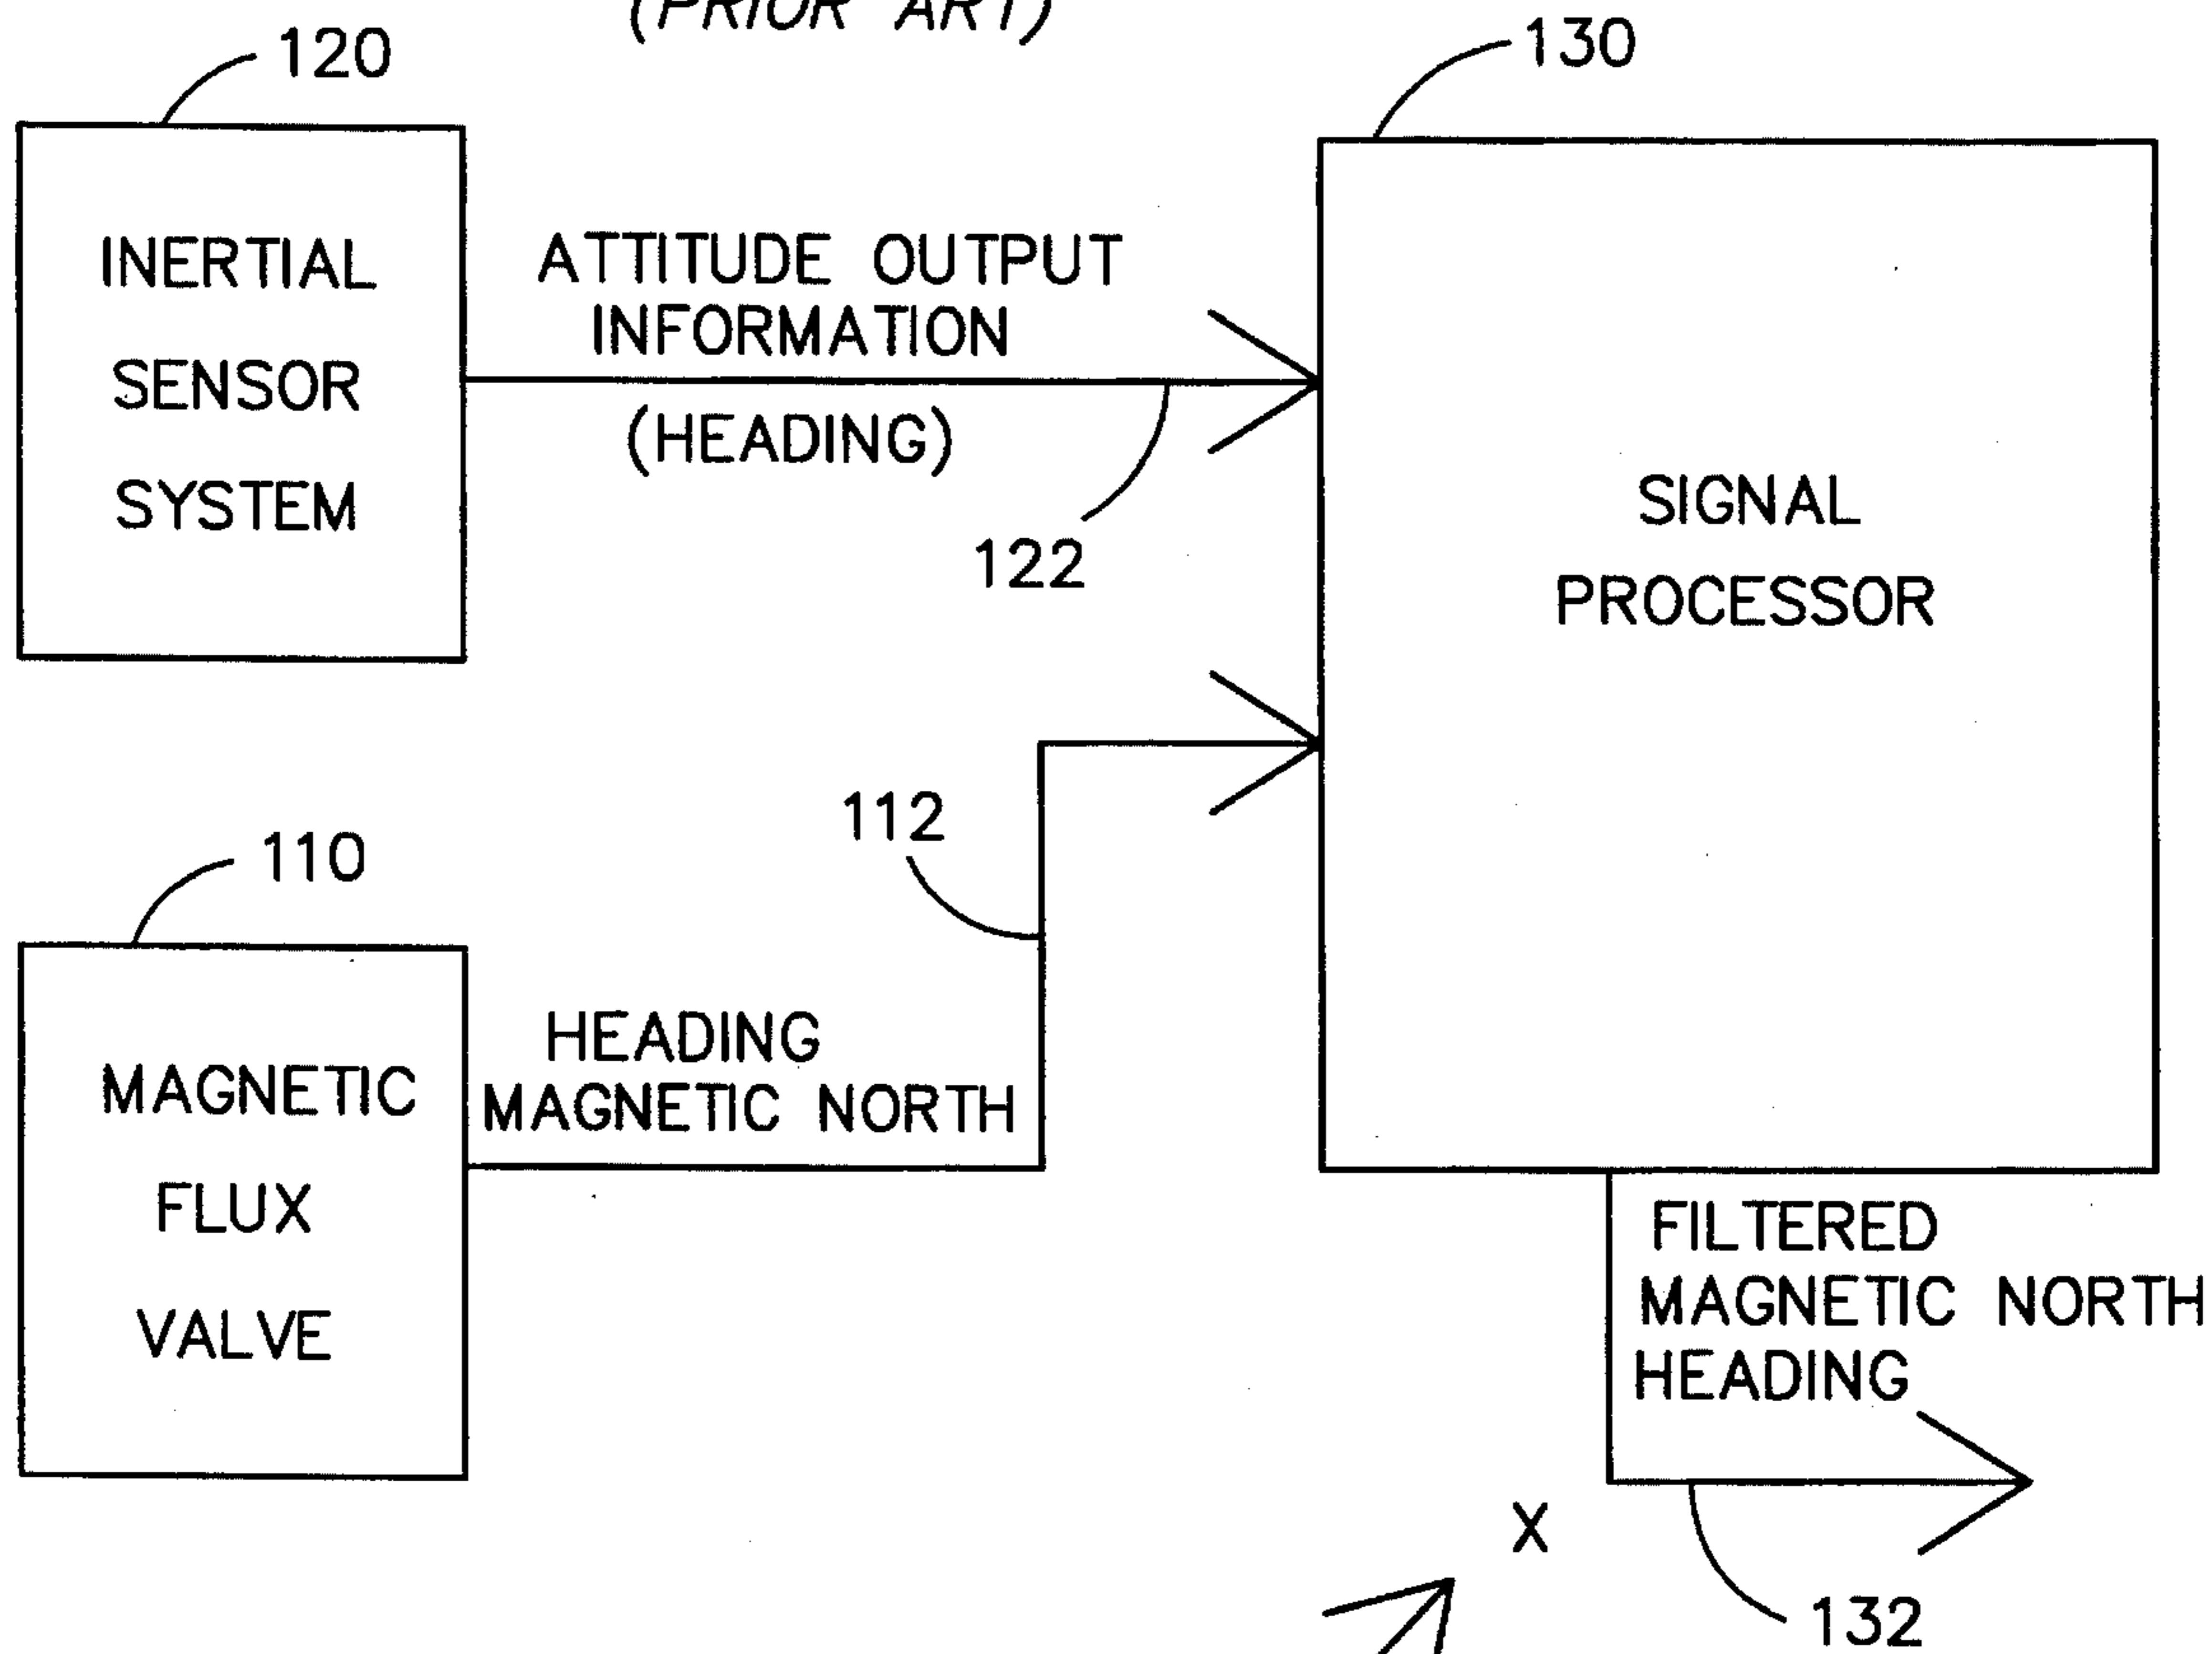 (PRIOR ART)
120
130
INERTIAL
SENSOR
SYSTEM
ATTITUDE OUTPUT
INFORMATION
(HEADING)
122
SIGNAL
PROCESSOR
112
110
MAGNETIC
FLUX
VALVE
HEADING
MAGNETIC NORTH
FILTERED
MAGNETIC NORTH
HEADING
X
132